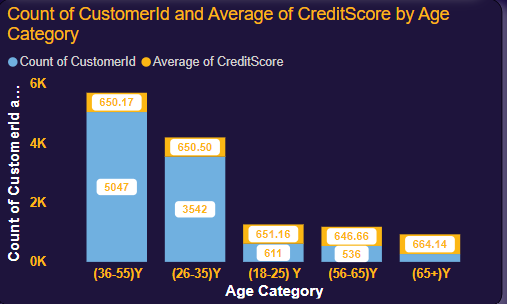 Count of CustomerId and Average of CreditScore by Age
Category
Count of CustomerId Average of CreditScore
Count of CustomerId a...
6K
4K
2K
0K
650.17
5047
650.50
3542
651.16
611
646.66
536
664.14
(36-55)Y (26-35)Y (18-25) Y (56-65)Y (65+)Y
Age Category